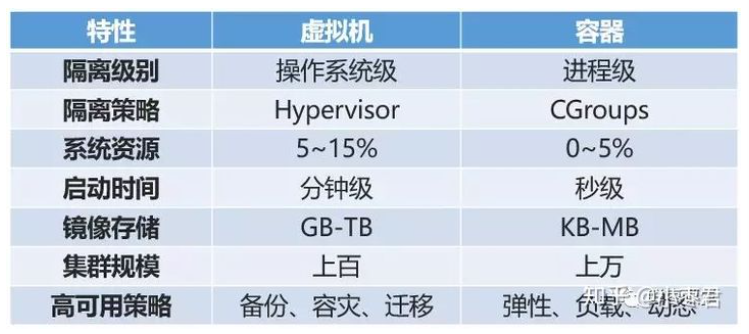 特性 虚拟机 容器
隔离级别 操作系统级 进程级
隔离策略 Hypervisor CGroups
系统资源 5~15% 0~5%
启动时间 分钟级 秒级
镜像存储 GB-TB KB-MB
集群规模 上百 上万
高可用策略 备份、容灾、迁移 弹性、负载、动态
知乎